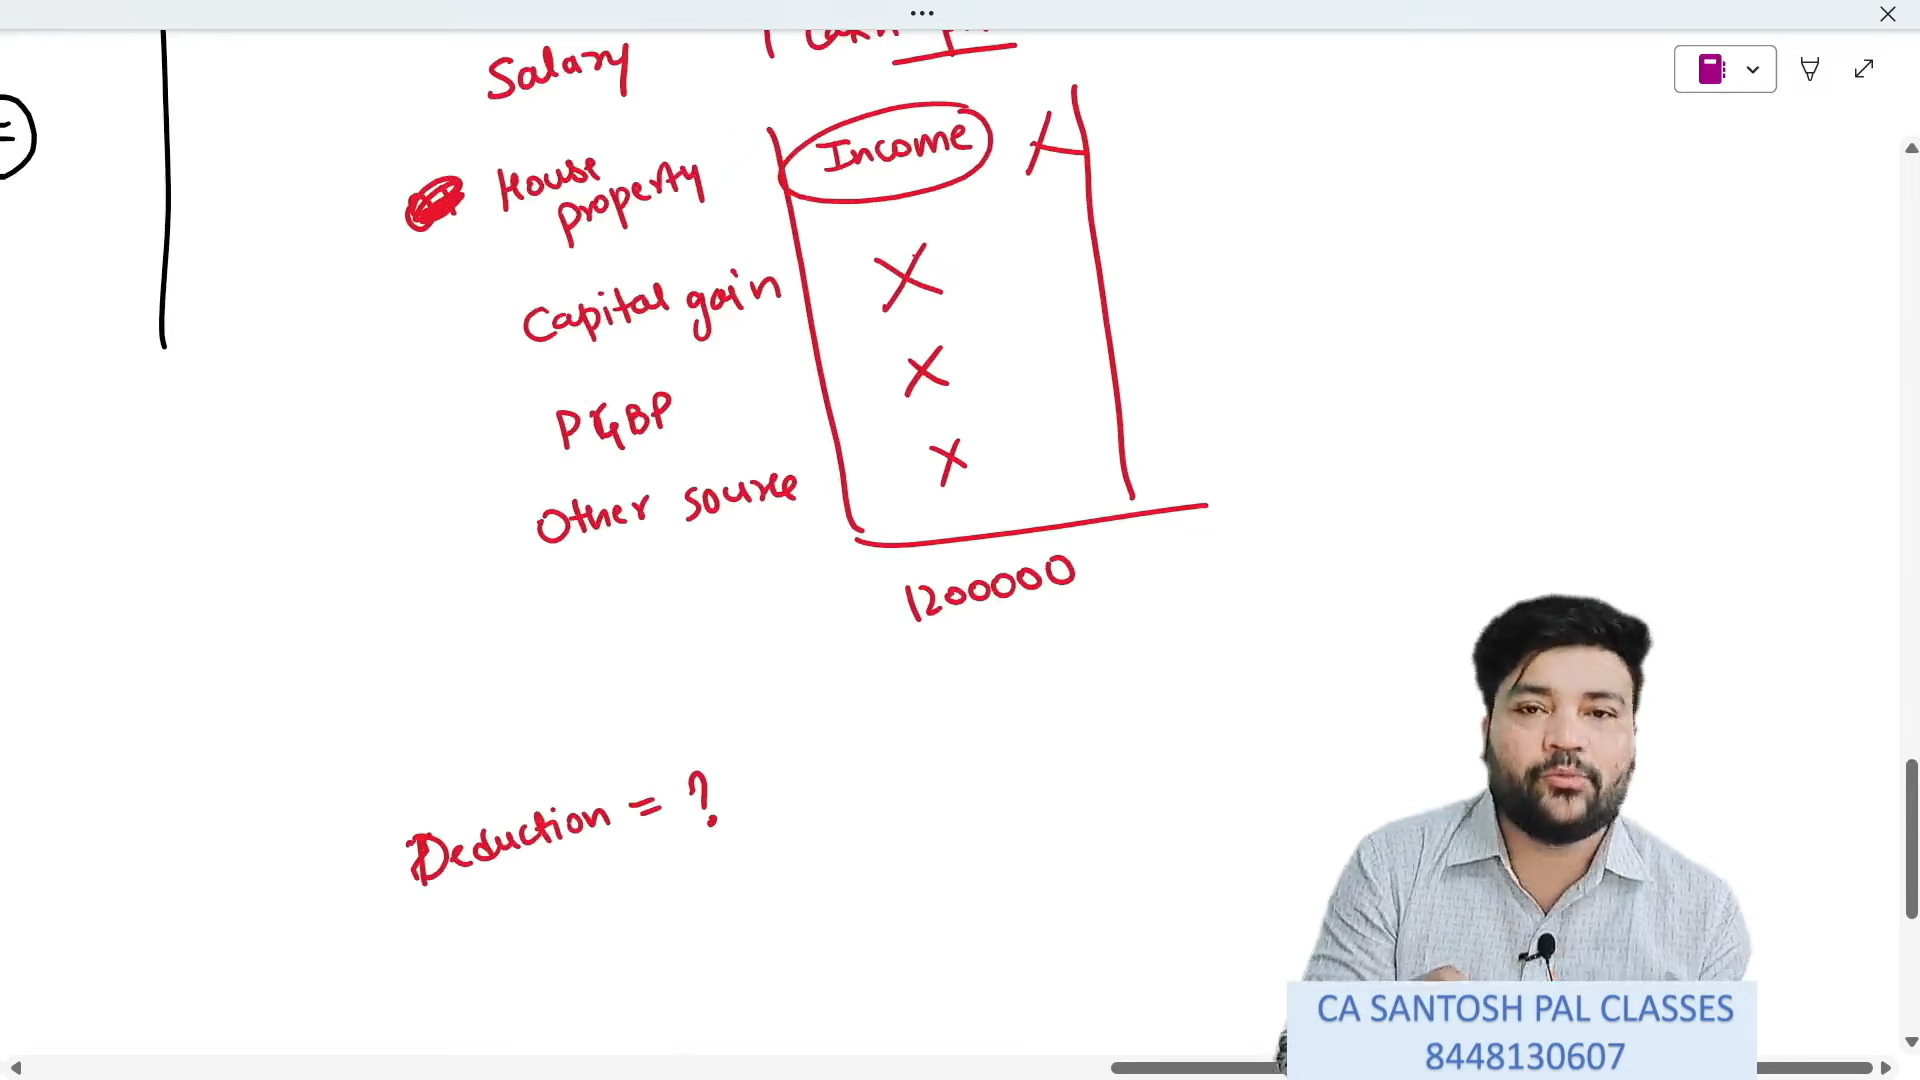 Salary
House
property
Income
Capital gain
PGBP
Other source
1200000
Deduction = ?
CA SANTOSH PAL CLASSES
8448130607